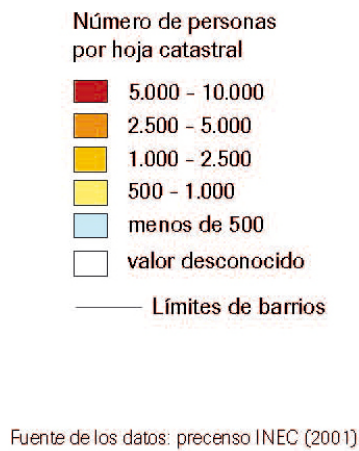 Número de personas
por hoja catastral
5.000 - 10.000
2.500 - 5.000
1.000 - 2.500
500 - 1.000
menos de 500
valor desconocido
Límites de barrios
Fuente de los datos: precenso INEC (2001)